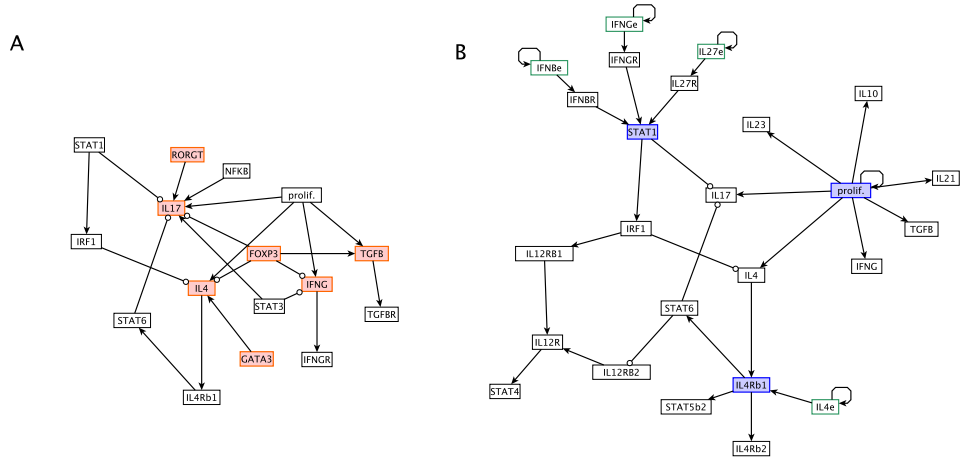 A
STAT1
RORGT
NFKB
prolif.
IL17
IRF1
FOXP3
TGFB
IL4
IFNG
STAT3
TGFBR
STAT6
GATA3
IFNGR
IL4Rb1
B
IFNGe
IFNBe
IFNGR
IL27e
IFNBR
IL27R
STAT1
IL23
IL10
IL17
prolif.
IL21
IRF1
TGFB
IL12RB1
IL4
IFNG
STAT6
IL12R
IL12RB2
STAT4
IL4Rb1
STAT5b2
IL4e
IL4Rb2